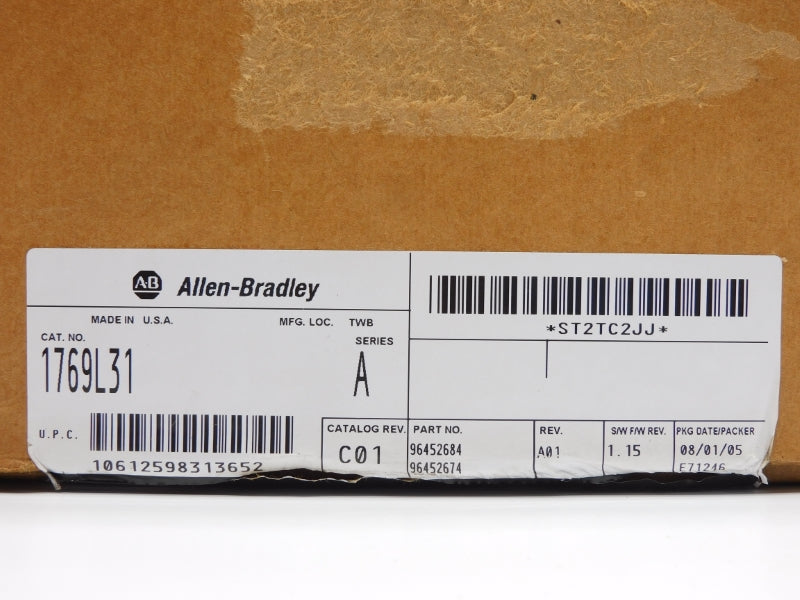 AB Allen-Bradley
MADE IN U.S.A. MFG. LOC. TWB
CAT. NO. SERIES
1769L31 A
U.P.C.
10612598313652
CATALOG REV.
C01
*ST2TC2JJ*
PART NO. REV. S/W F/W REV. PKG DATE/PACKER
96452684 A01 1.15 08/01/05
96452674 E71246